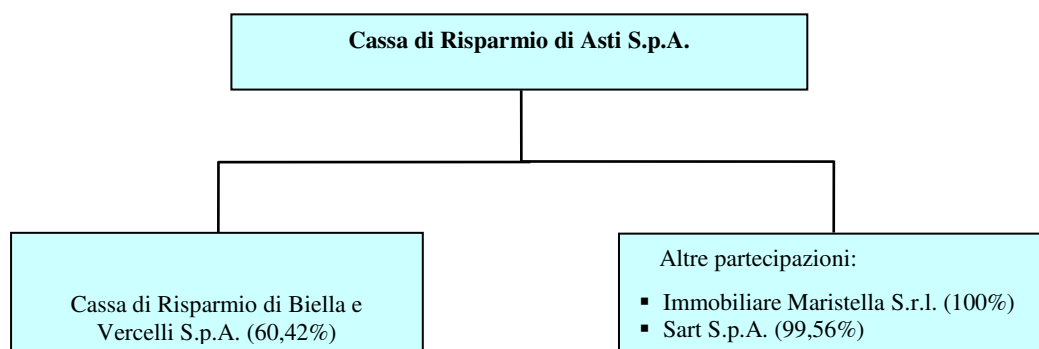 Cassa di Risparmio di Asti S.p.A.
Cassa di Risparmio di Biella e
Vercelli S.p.A. (60,42%)
Altre partecipazioni:
▪ Immobiliare Maristella S.r.l. (100%)
▪ Sart S.p.A. (99,56%)